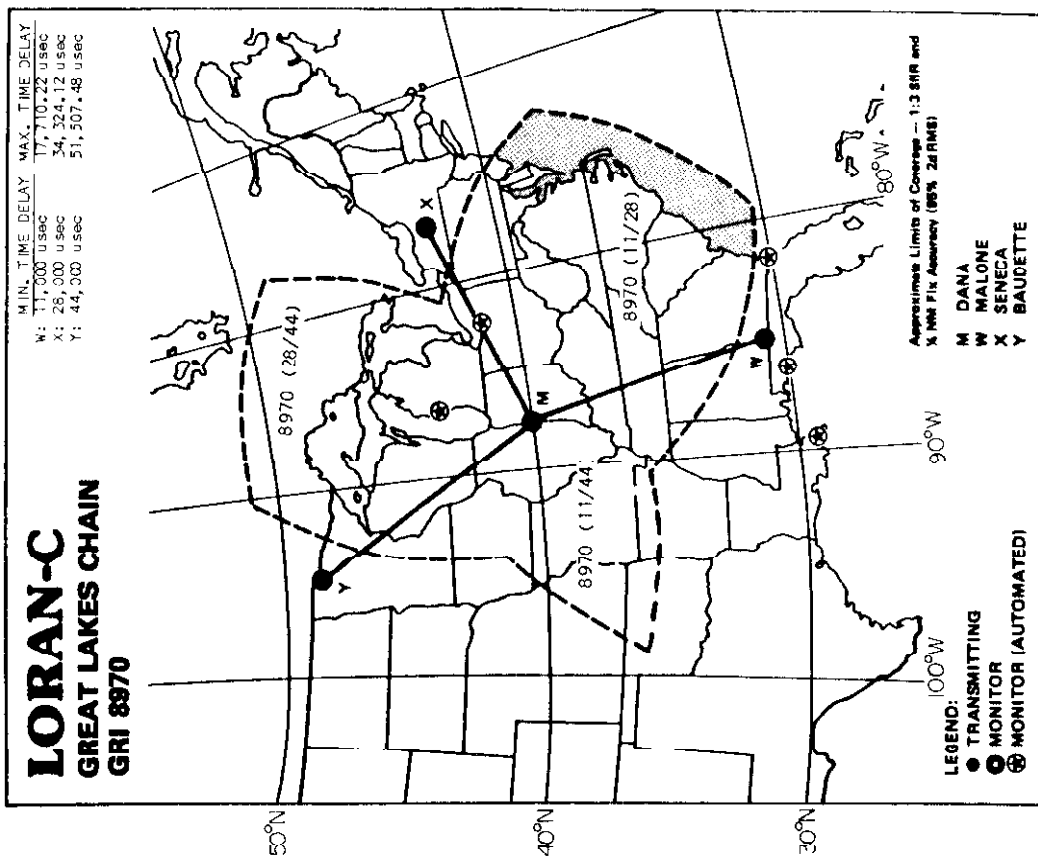 LORAN-C
GREAT LAKES CHAIN
GRI 8970
MIN. TIME DELAY MAX. TIME DELAY
W: 11,000 usec 17,710.22 usec
X: 28,000 usec 34,324.12 usec
Y: 44,000 usec 51,507.48 usec
50°N
40°N
30°N
100°W
90°W
80°W
8970 (28/44)
8970 (11/28)
8970 (11/44
Y
X
M
W
LEGEND:
TRANSMITTING
MONITOR
MONITOR (AUTOMATED)
Approximate Limits of Coverage — 1:3 SNR and
¼ NM Fix Accuracy (95% 2d RMS)
M DANA
W MALONE
X SENECA
Y BAUDETTE